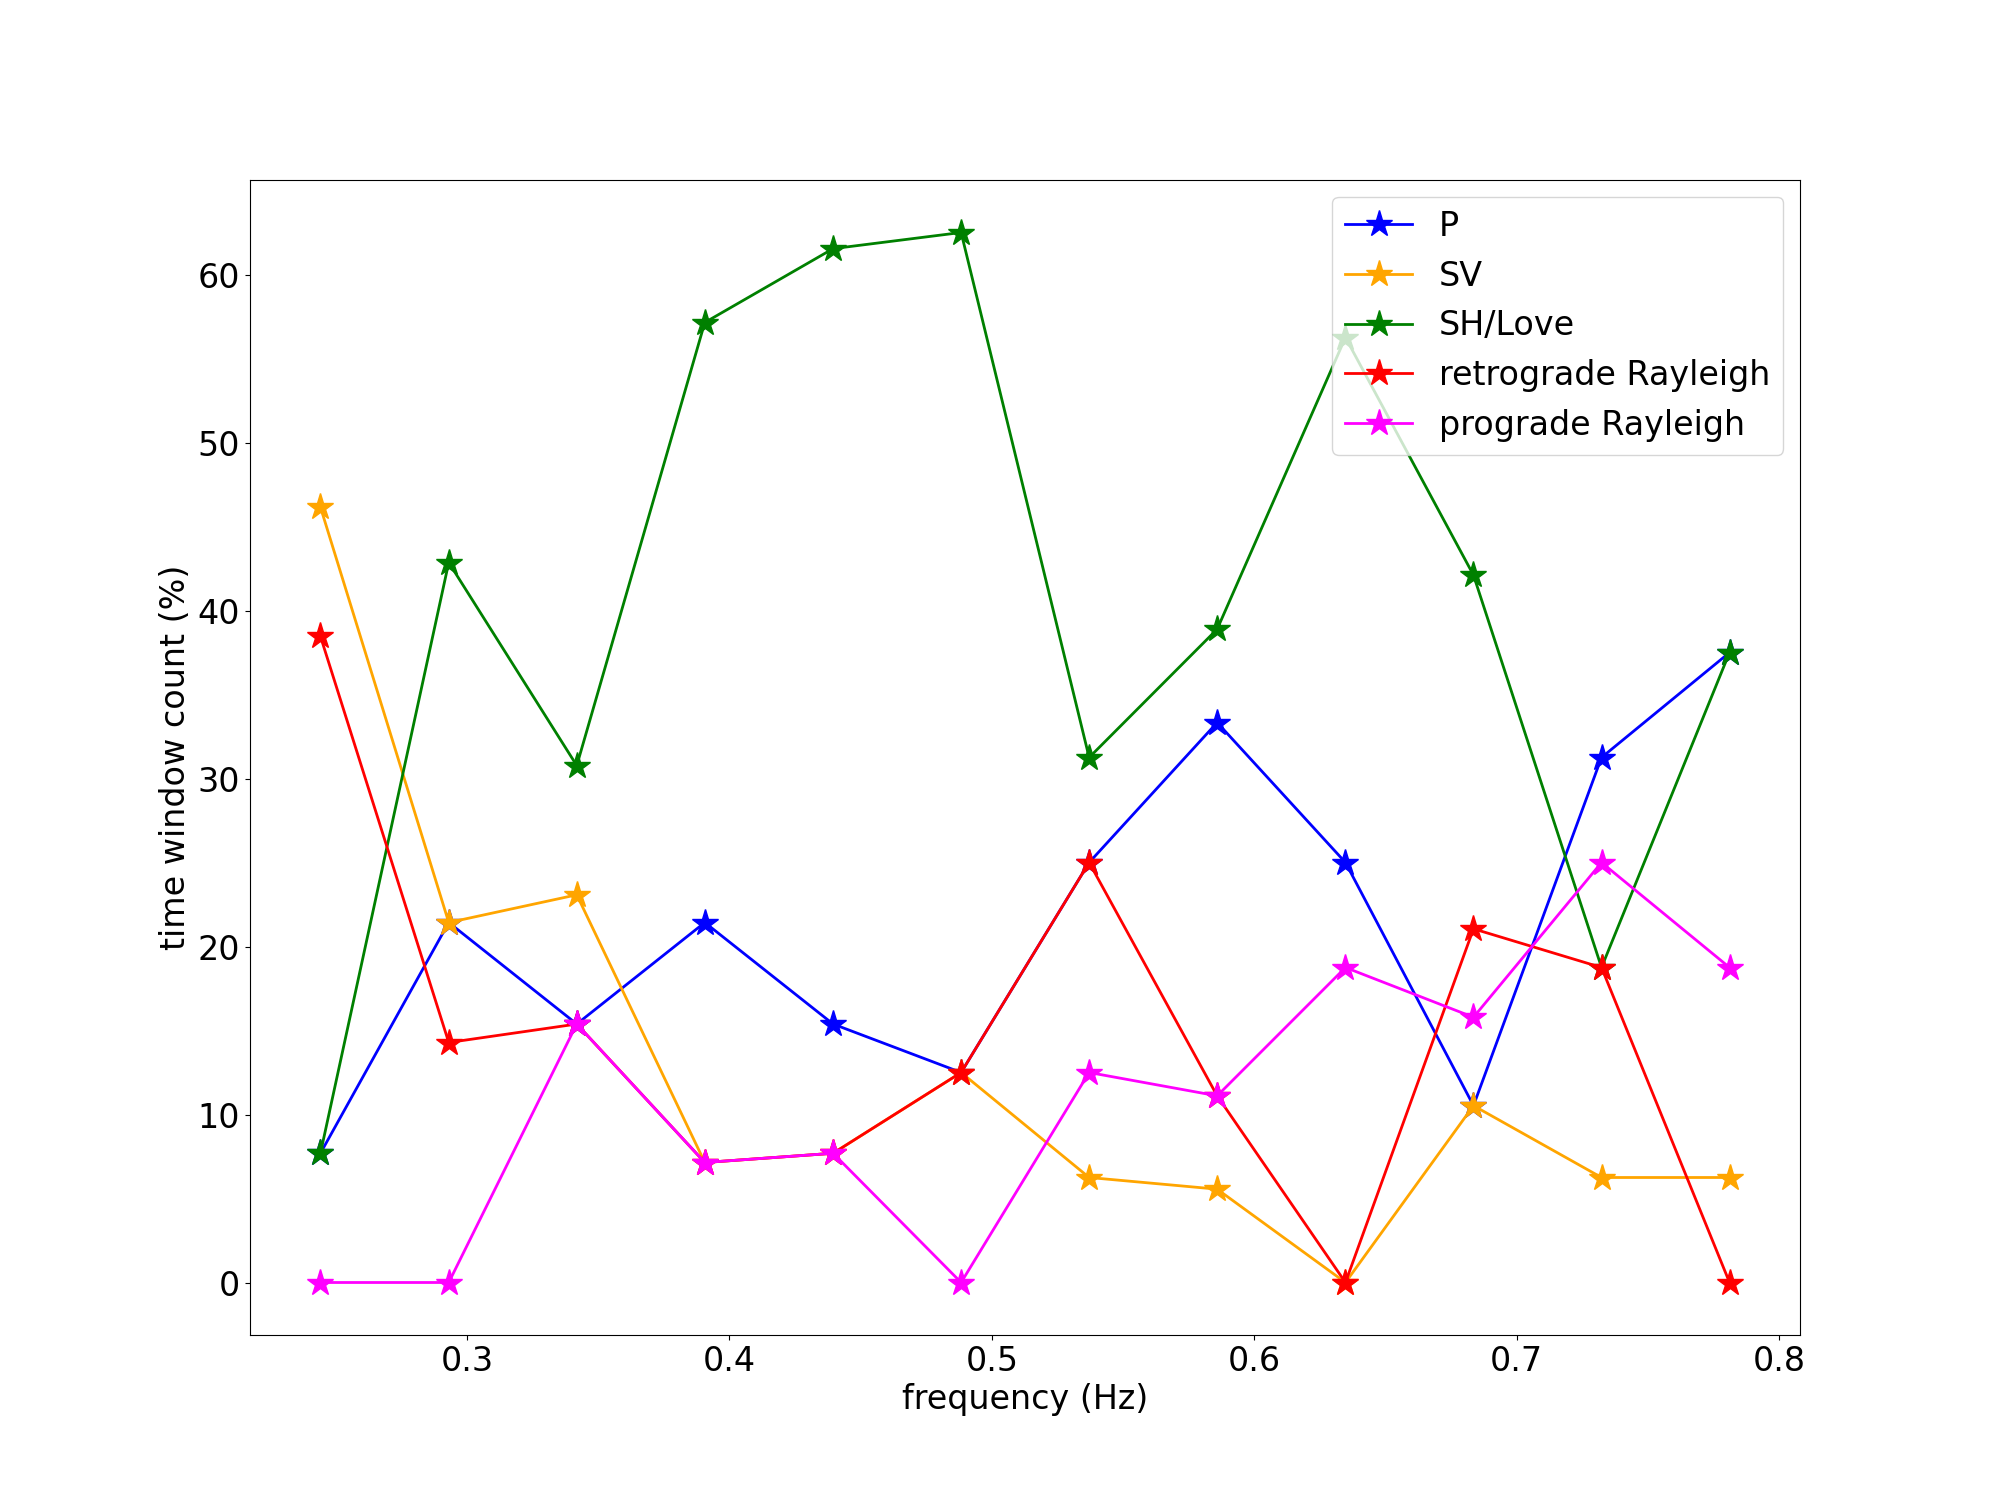 P
SV
SH/Love
retrograde Rayleigh
prograde Rayleigh
time window count (%)
60
50
40
30
20
10
0
0.3 0.4 0.5 0.6 0.7 0.8
frequency (Hz)